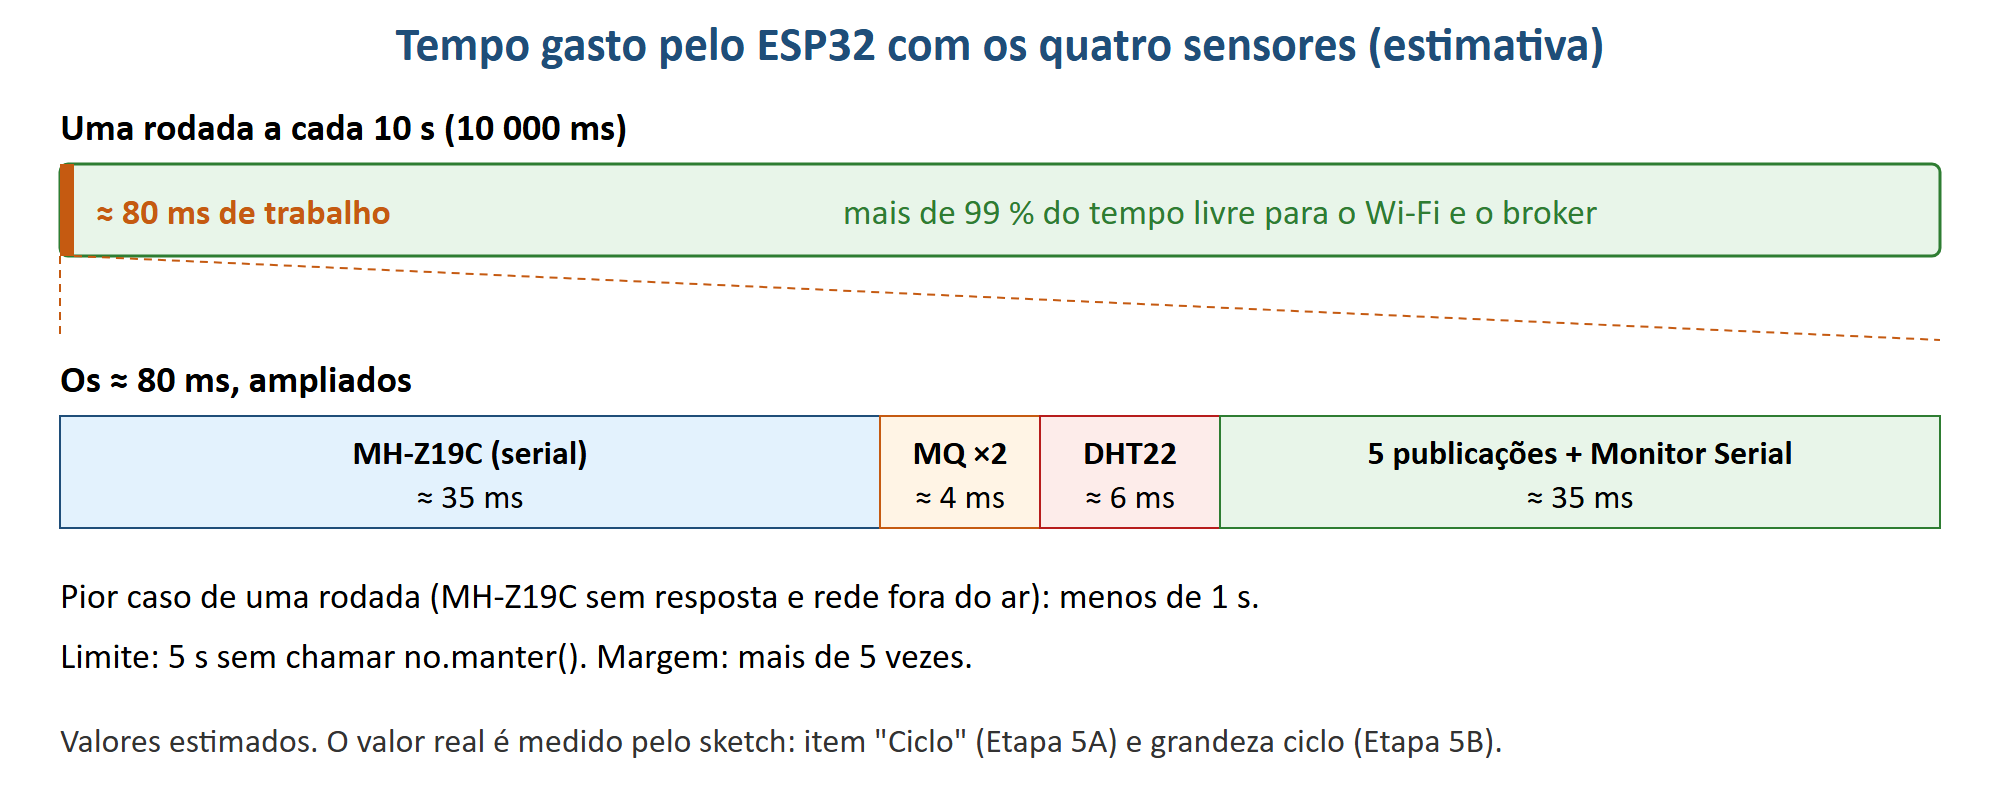 Tempo gasto pelo ESP32 com os quatro sensores (estimativa)
Uma rodada a cada 10 s (10 000 ms)
≈ 80 ms de trabalho
mais de 99 % do tempo livre para o Wi-Fi e o broker
Os ≈ 80 ms, ampliados
MH-Z19C (serial)
≈ 35 ms
MQ ×2
≈ 4 ms
DHT22
≈ 6 ms
5 publicações + Monitor Serial
≈ 35 ms
Pior caso de uma rodada (MH-Z19C sem resposta e rede fora do ar): menos de 1 s.
Limite: 5 s sem chamar no.manter(). Margem: mais de 5 vezes.
Valores estimados. O valor real é medido pelo sketch: item "Ciclo" (Etapa 5A) e grandeza ciclo (Etapa 5B).